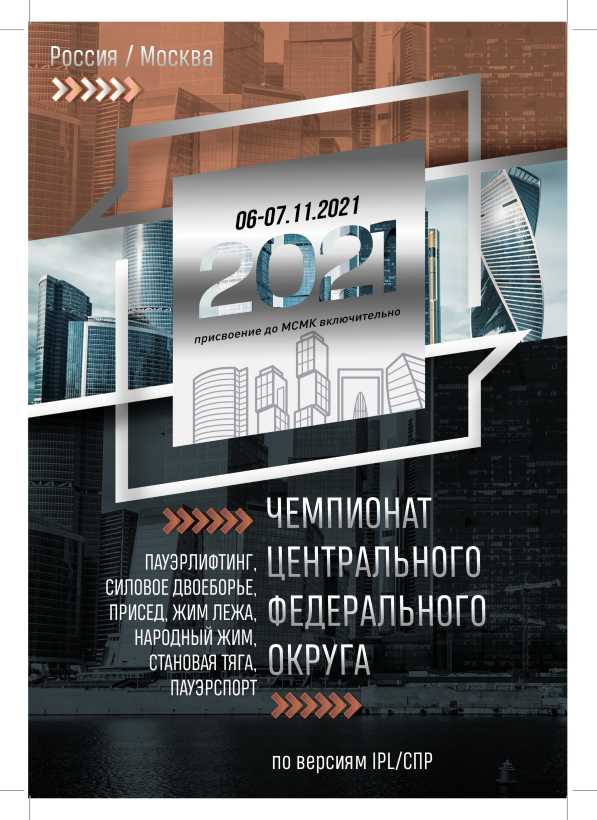 Россия / Москва
06-07.11.2021
2021
присвоение до МСМК включительно
ЧЕМПИОНАТ
ЦЕНТРАЛЬНОГО
ФЕДЕРАЛЬНОГО
ОКРУГА
ПАУЭРЛИФТИНГ,
СИЛОВОЕ ДВОЕБОРЬЕ,
ПРИСЕД, ЖИМ ЛЕЖА,
НАРОДНЫЙ ЖИМ,
СТАНОВАЯ ТЯГА,
ПАУЭРСПОРТ
по версиям IPL/СПР